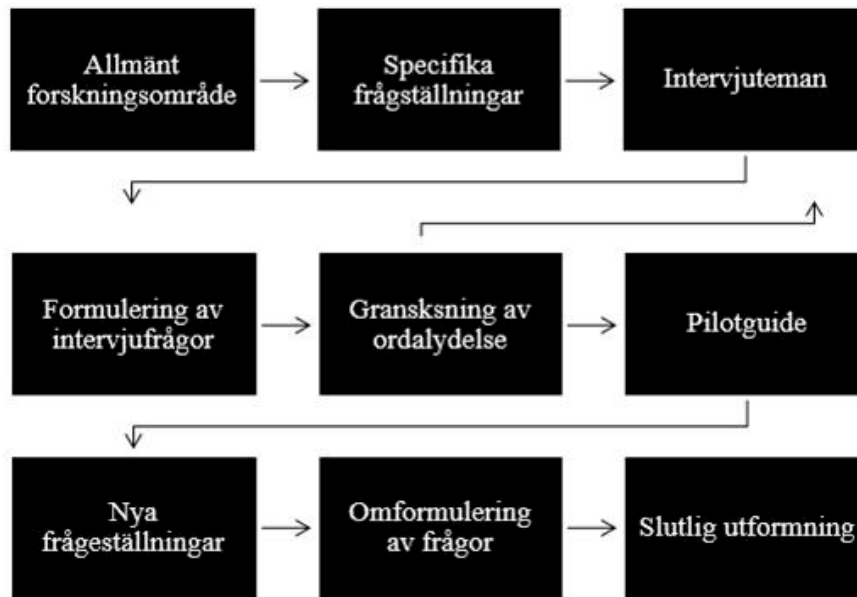 Allmänt
forskningsområde
Specifika
frågställningar
Intervjuteman
Formulering av
intervjufrågor
Gransksning av
ordalydelse
Pilotguide
Nya
frågeställningar
Omformulering
av frågor
Slutlig utformning